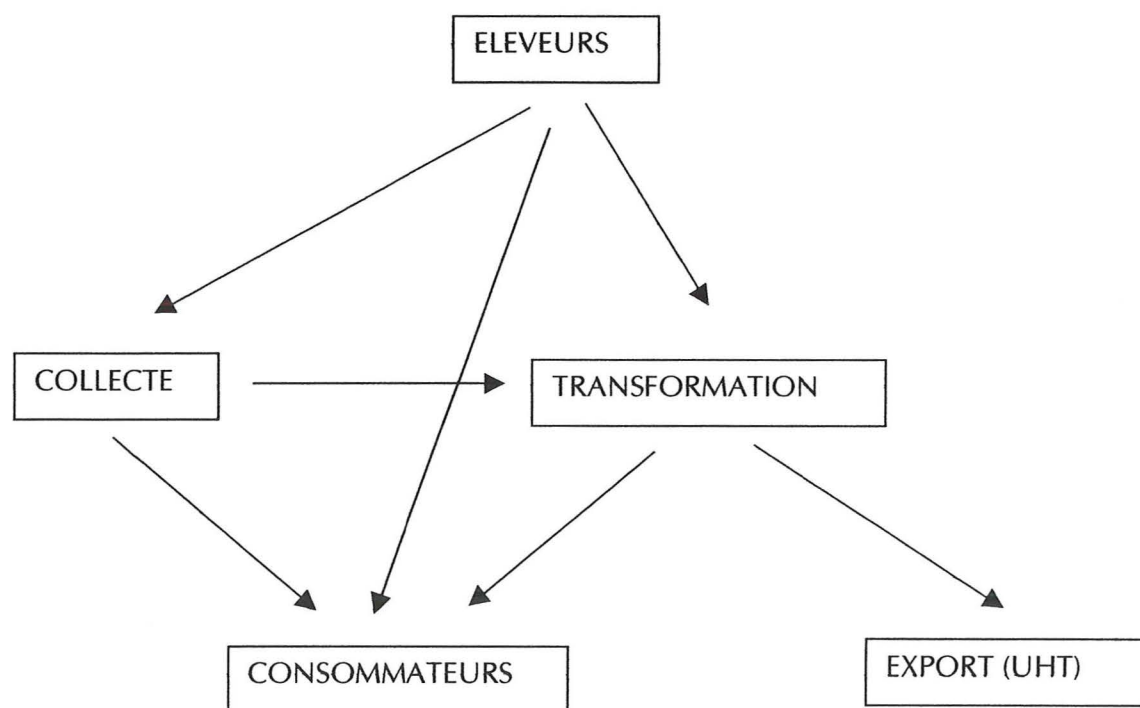 ELEVEURS
COLLECTE
TRANSFORMATION
CONSOMMATEURS
EXPORT (UHT)